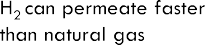 H₂ can permeate faster
than natural gas